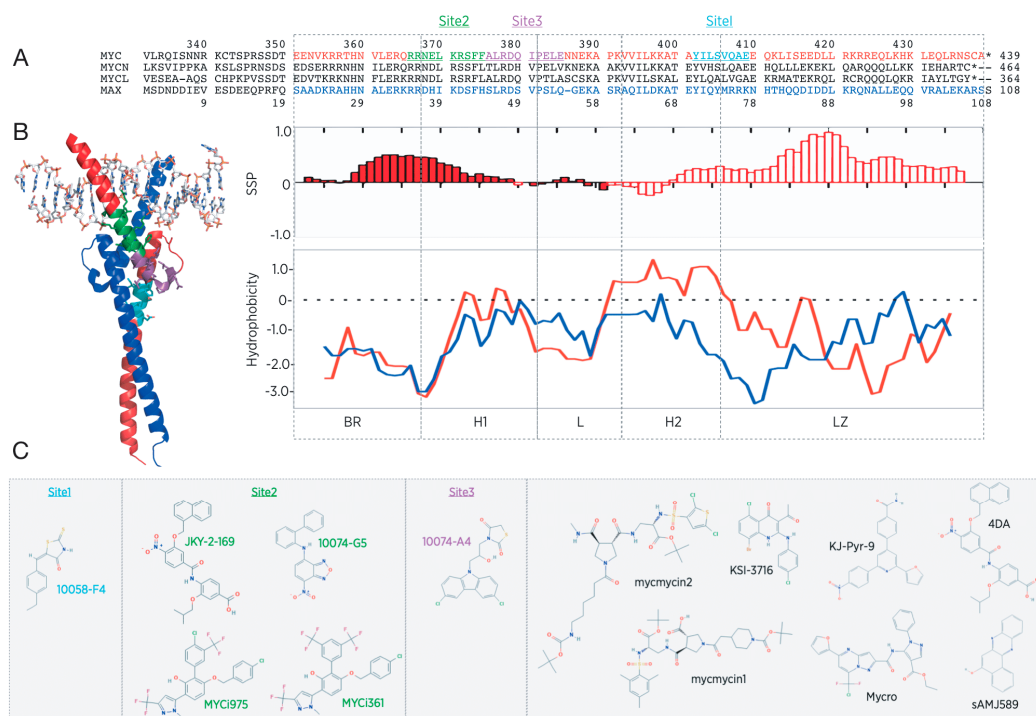 Site2 Site3 Site1
A
340 350 360 370 380 390 400 410 420 430
MYC VLRQISNNR KCTSPRSSDT EENVKRRTHN VLERQRRNEL KRSFFALRDQ IPELENNEKA PKVVILKKAT AYILSVQAEE QKLISEEDLL RKRREQLKHK LEQLRNSCA* 439
MYCN LKSVIPPKA KSLSPRNSDS EDSERRRNHN ILERQRRNDL RSSFLTLRDH VPELVKNEKA AKVVILKKAT EYVHSLQAEE HQLLLEKEKL QARQQQLLKK IEHARTC*-- 464
MYCL VESEA-AQS CHPKPVSSDT EDVTKRKNHN FLERKRRNDL RSRFLALRDQ VPTLASCSKA PKVVILSKAL EYLQALVGAE KRMATEKRQL RCRQQQLQKR IAYLTGY*-- 364
MAX MSDNDDIEV ESDEEQPRFQ SAADKRAHHN ALERKRRDHI KDSFHSLRDS VPSLQ-GEKA SRAQILDKAT EYIQYMRRKN HTHQQDIDDL KRQNALLEQQ VRALEKARSS 108
9 29 39 49 58 68 78 88 98 108
B
1.0
0
-1.0
SSP
1.0
0
-1.0
-2.0
-3.0
Hydrophobicity
BR H1 L H2 LZ
C
Site1 Site2 Site3
10058-F4
JKY-2-169
10074-G5
MYCi975
MYCi361
10074-A4
mycmycin2
KSI-3716
KJ-Pyr-9
4DA
mycmycin1
Mycro
sAMJ589